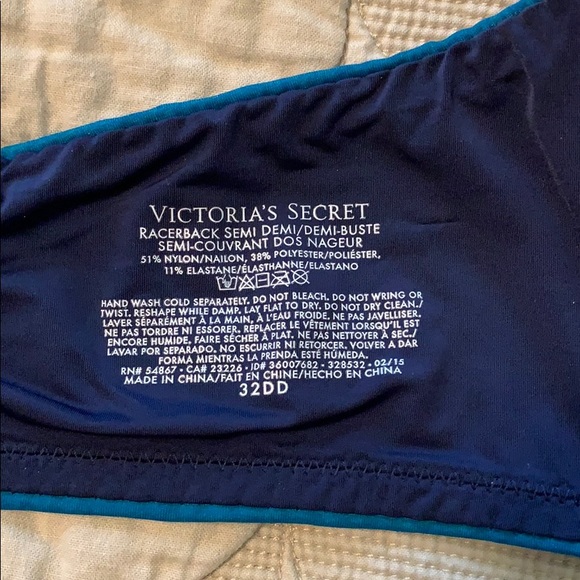 VICTORIA'S SECRET
RACERBACK SEMI DEMI/DEMI-BUSTE
SEMI-COUVRANT DOS NAGEUR
51% NYLON/NAILON, 38% POLYESTER/POLIÉSTER,
11% ELASTANE/ÉLASTHANNE/ELASTANO
HAND WASH COLD SEPARATELY. DO NOT BLEACH. DO NOT WRING OR
TWIST. RESHAPE WHILE DAMP. LAY FLAT TO DRY. DO NOT DRY CLEAN./
LAVER SÉPARÉMENT À LA MAIN, À L'EAU FROIDE. NE PAS JAVELLISER.
NE PAS TORDRE NI ESSORER. REPLACER LE VÊTEMENT LORSQU'IL EST
ENCORE HUMIDE. FAIRE SÉCHER À PLAT. NE PAS NETTOYER À SEC./
LAVAR POR SEPARADO. NO ESCURRIR NI RETORCER. VOLVER A DAR
FORMA MIENTRAS LA PRENDA ESTÉ HÚMEDA.
RN# 54867 • CA# 23226 • ID# 36007682 - 328532 • 02/15
MADE IN CHINA/FAIT EN CHINE/HECHO EN CHINA
32DD